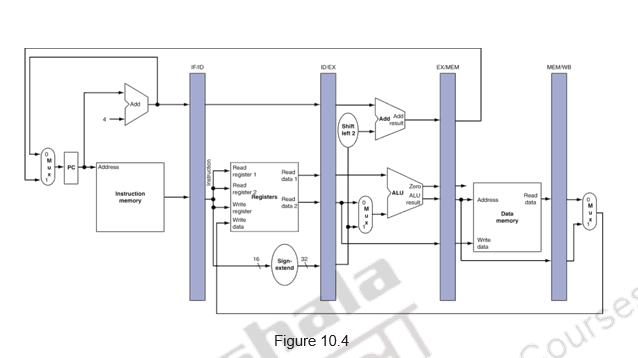 IF/ID
ID/EX
EX/MEM
MEM/WB
Add
4
Shift
left 2
Add
Add
result
0
M
u
x
1
PC
Address
Instruction
memory
Instruction
Read
register 1
Read
register 2
Write
register
Write
data
Registers
Read
data 1
Read
data 2
0
M
u
x
1
Zero
ALU
ALU
result
Address
Read
data
Data
memory
Write
data
0
M
u
x
1
16
Sign-
extend
32
Figure 10.4
shala
Courses